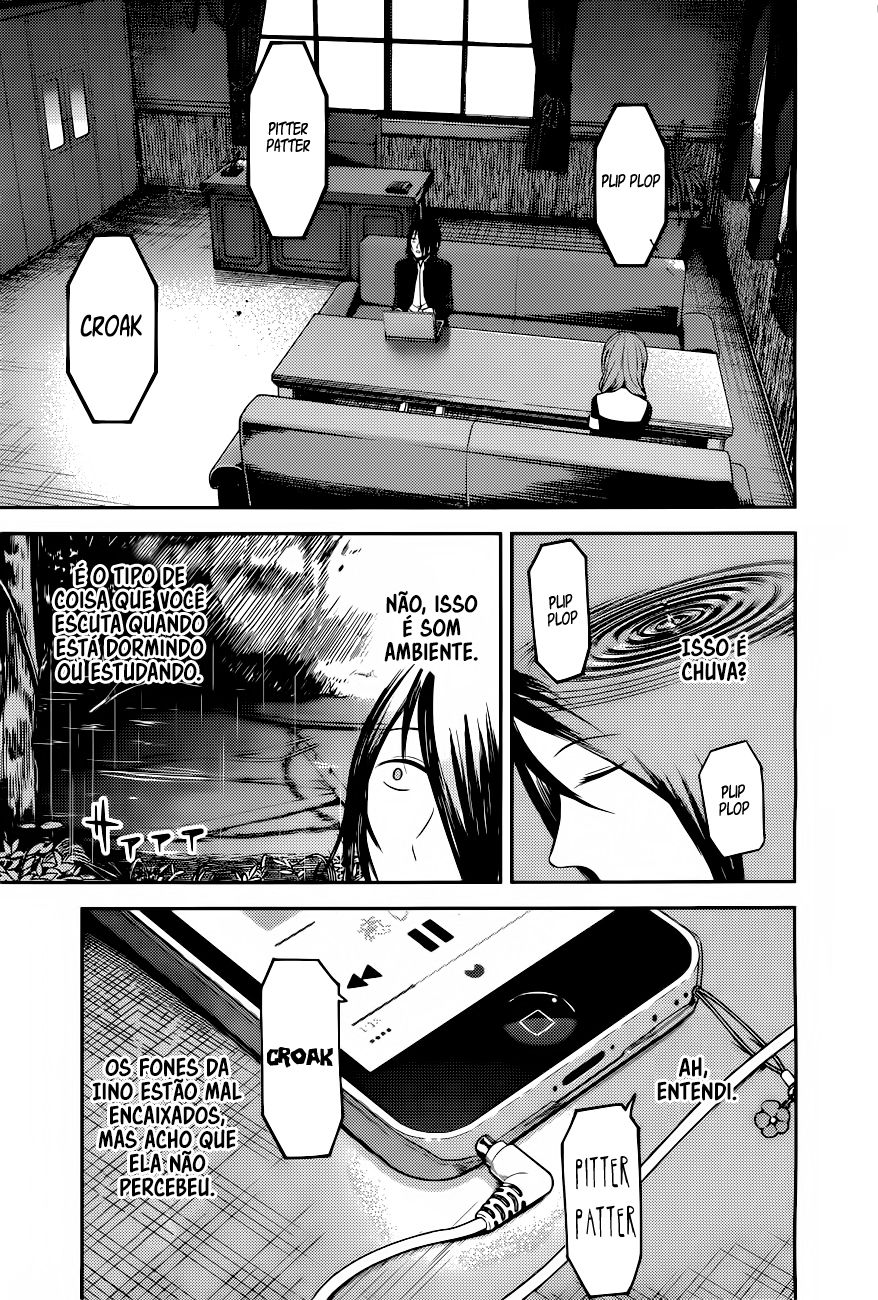 PLIP PLOP
PITTER
PATTER
CROAK
PLIP
PLOP
ISSO É
CHUVA?
PLIP
PLOP
NÃO, ISSO
É SOM
AMBIENTE.
É O TIPO DE
COISA QUE VOCÊ
ESCUTA QUANDO
ESTÁ DORMINDO
OU ESTUDANDO.
AH,
ENTENDI.
PITTER
PATTER
CROAK
OS FONES DA
IINO ESTÃO MAL
ENCAIXADOS,
MAS ACHO QUE
ELA NÃO
PERCEBEU.